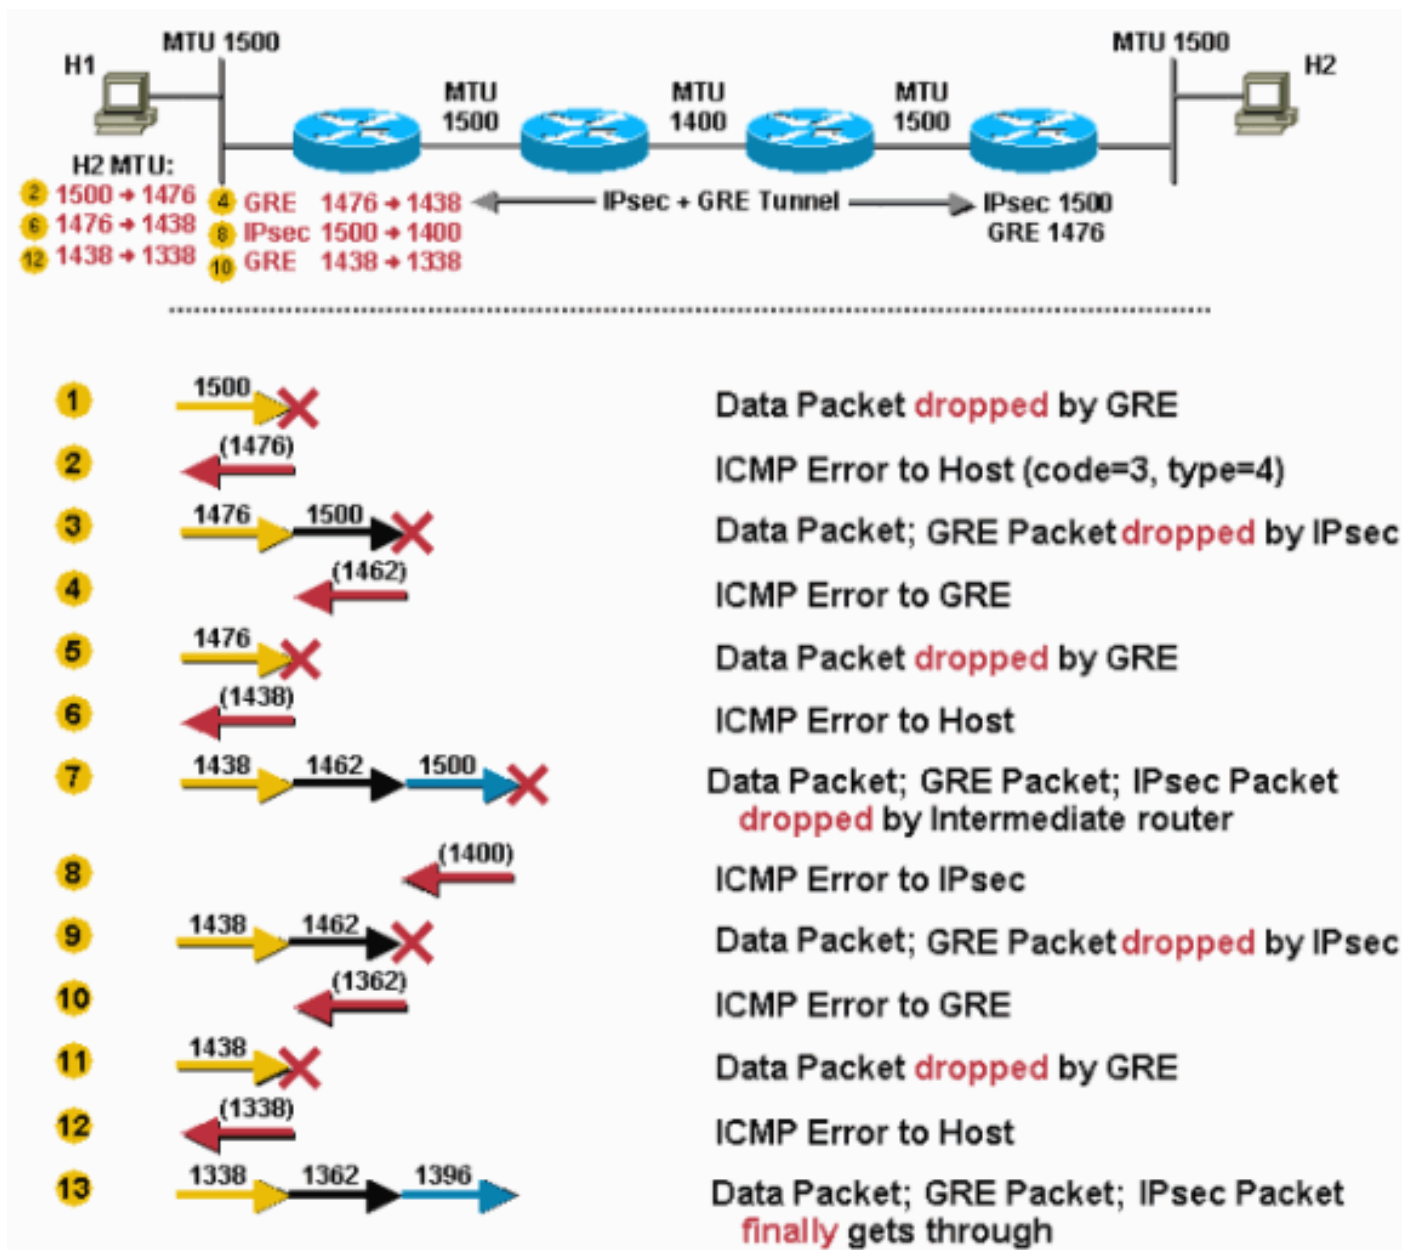 MTU 1500
MTU 1500
H1
H2
MTU 1500
MTU 1400
MTU 1500
H2 MTU:
2 1500 → 1476
6 1476 → 1438
12 1438 → 1338
4 GRE 1476 → 1438
8 IPsec 1500 → 1400
10 GRE 1438 → 1338
IPsec + GRE Tunnel
IPsec 1500
GRE 1476
1 1500 Data Packet dropped by GRE
2 (1476) ICMP Error to Host (code=3, type=4)
3 1476 1500 Data Packet; GRE Packet dropped by IPsec
4 (1462) ICMP Error to GRE
5 1476 Data Packet dropped by GRE
6 (1438) ICMP Error to Host
7 1438 1462 1500 Data Packet; GRE Packet; IPsec Packet
dropped by Intermediate router
8 (1400) ICMP Error to IPsec
9 1438 1462 Data Packet; GRE Packet dropped by IPsec
10 (1362) ICMP Error to GRE
11 1438 Data Packet dropped by GRE
12 (1338) ICMP Error to Host
13 1338 1362 1396 Data Packet; GRE Packet; IPsec Packet
finally gets through